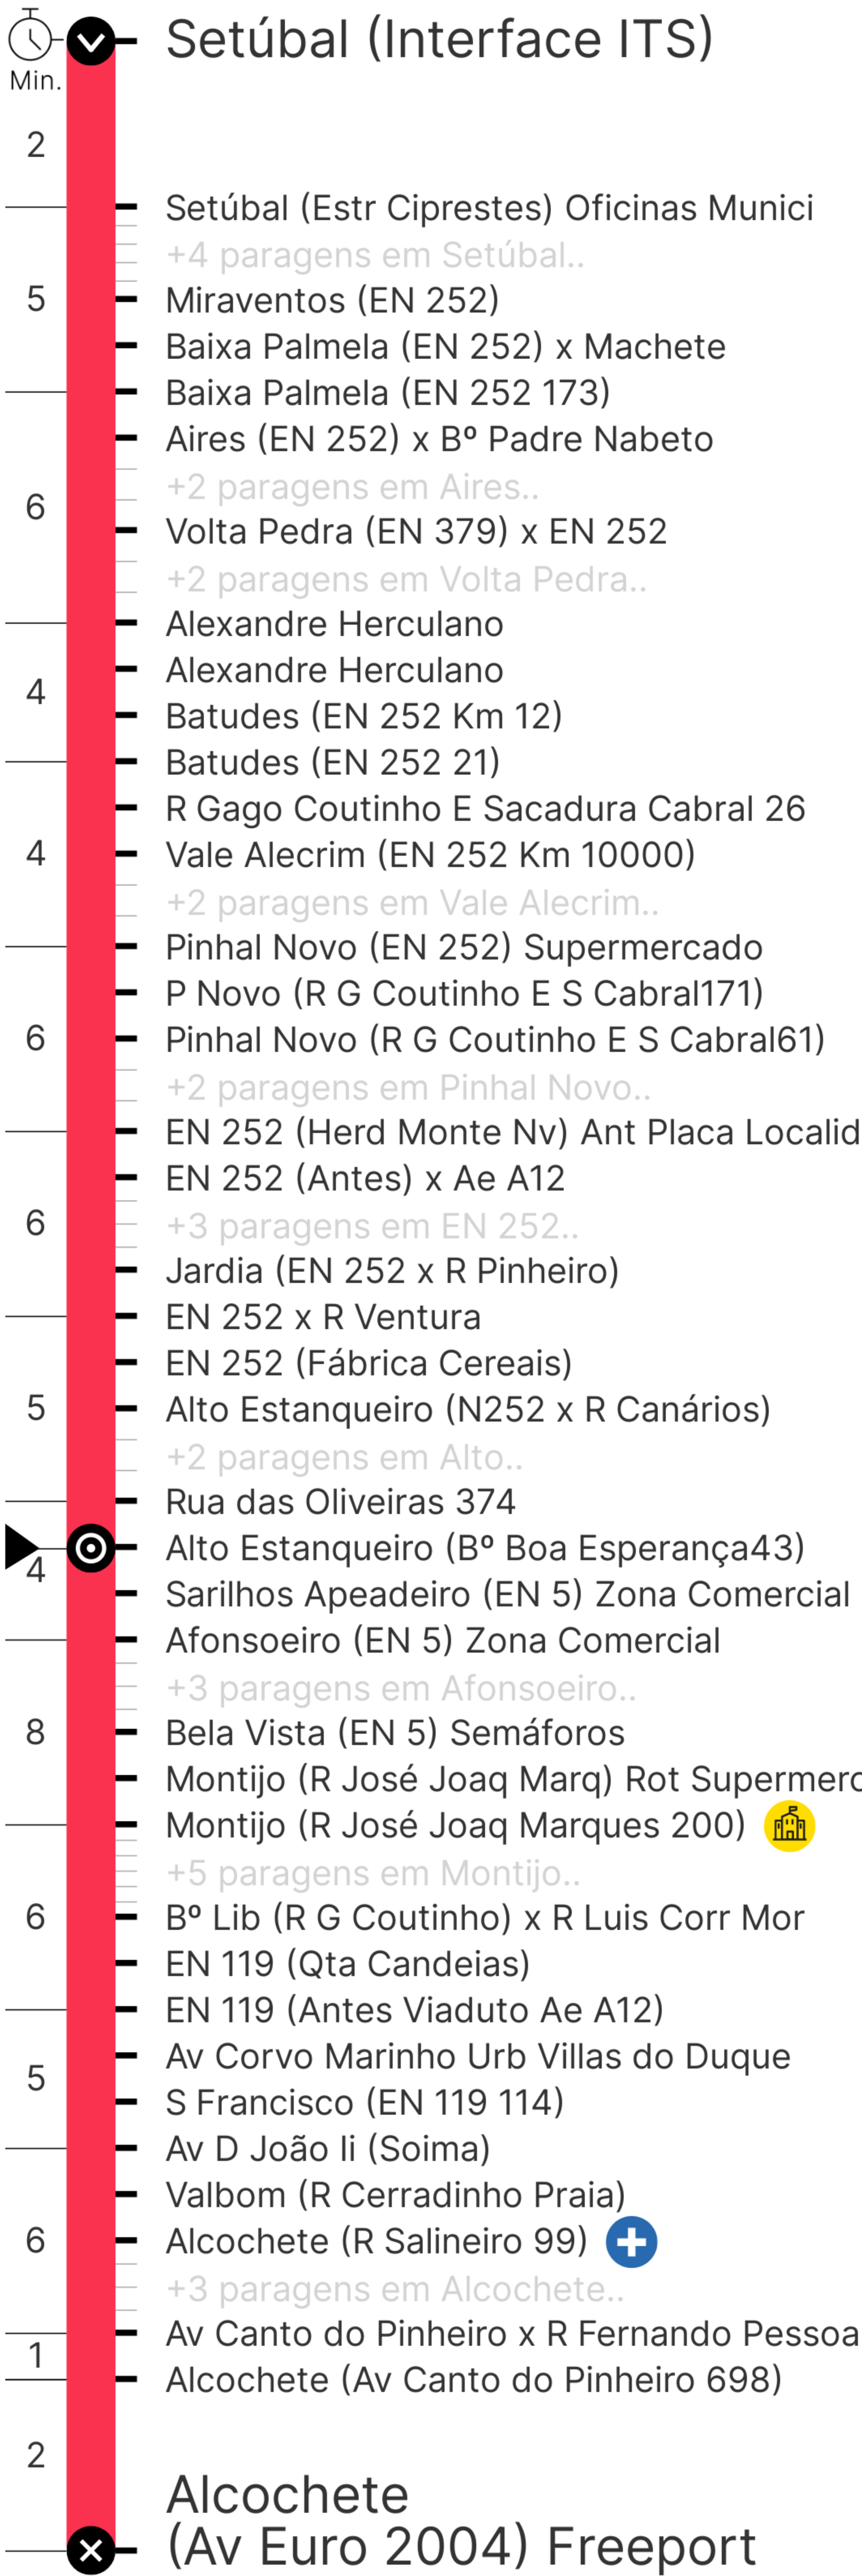 Setúbal (Interface ITS)
Min.
2
Setúbal (Estr Ciprestes) Oficinas Munici
+4 paragens em Setúbal..
5
Miraventos (EN 252)
Baixa Palmela (EN 252) x Machete
Baixa Palmela (EN 252 173)
Aires (EN 252) x Bº Padre Nabeto
+2 paragens em Aires..
6
Volta Pedra (EN 379) x EN 252
+2 paragens em Volta Pedra..
Alexandre Herculano
Alexandre Herculano
4
Batudes (EN 252 Km 12)
Batudes (EN 252 21)
R Gago Coutinho E Sacadura Cabral 26
4
Vale Alecrim (EN 252 Km 10000)
+2 paragens em Vale Alecrim..
Pinhal Novo (EN 252) Supermercado
P Novo (R G Coutinho E S Cabral171)
6
Pinhal Novo (R G Coutinho E S Cabral61)
+2 paragens em Pinhal Novo..
EN 252 (Herd Monte Nv) Ant Placa Localid
EN 252 (Antes) x Ae A12
6
+3 paragens em EN 252..
Jardia (EN 252 x R Pinheiro)
EN 252 x R Ventura
EN 252 (Fábrica Cereais)
5
Alto Estanqueiro (N252 x R Canários)
+2 paragens em Alto..
Rua das Oliveiras 374
Alto Estanqueiro (Bº Boa Esperança43)
4
Sarilhos Apeadeiro (EN 5) Zona Comercial
Afonsoeiro (EN 5) Zona Comercial
+3 paragens em Afonsoeiro..
8
Bela Vista (EN 5) Semáforos
Montijo (R José Joaq Marq) Rot Supermerc
Montijo (R José Joaq Marques 200)
+5 paragens em Montijo..
6
Bº Lib (R G Coutinho) x R Luis Corr Mor
EN 119 (Qta Candeias)
EN 119 (Antes Viaduto Ae A12)
Av Corvo Marinho Urb Villas do Duque
5
S Francisco (EN 119 114)
Av D João Ii (Soima)
Valbom (R Cerradinho Praia)
6
Alcochete (R Salineiro 99)
+3 paragens em Alcochete..
Av Canto do Pinheiro x R Fernando Pessoa
1
Alcochete (Av Canto do Pinheiro 698)
2
Alcochete
(Av Euro 2004) Freeport